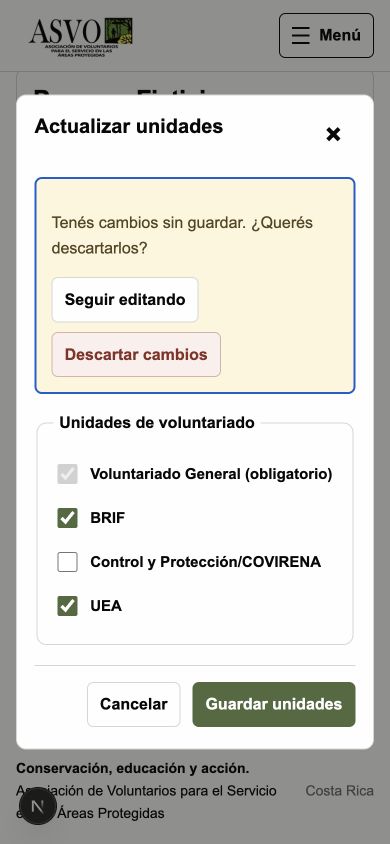 ASVO
ASOCIACIÓN DE VOLUNTARIOS
PARA EL SERVICIO EN LAS
ÁREAS PROTEGIDAS
Menú
Actualizar unidades
Tenés cambios sin guardar. ¿Querés
descartarlos?
Seguir editando
Descartar cambios
Unidades de voluntariado
Voluntariado General (obligatorio)
BRIF
Control y Protección/COVIRENA
UEA
Cancelar
Guardar unidades
Conservación, educación y acción.
Asociación de Voluntarios para el Servicio
Costa Rica
Áreas Protegidas
N